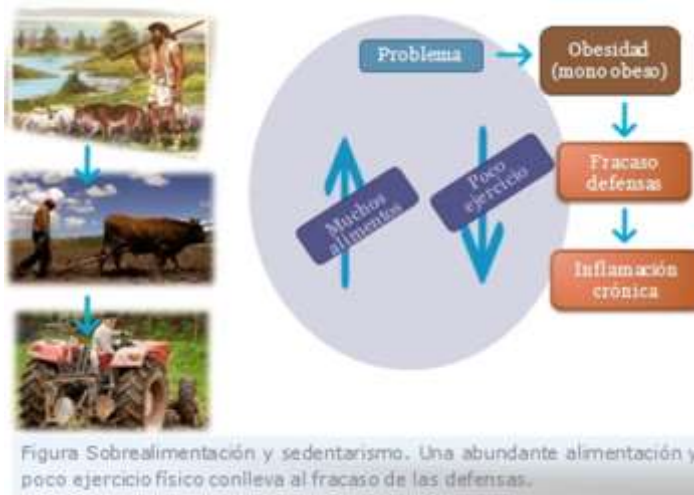 Problema
Obesidad
(mono obeso)
Muchos
alimentos
Poco
ejercicio
Fracaso
defensas
Inflamación
crónica
Figura Sobrealimentación y sedentarismo. Una abundante alimentación y
poco ejercicio físico conlleva al fracaso de las defensas.